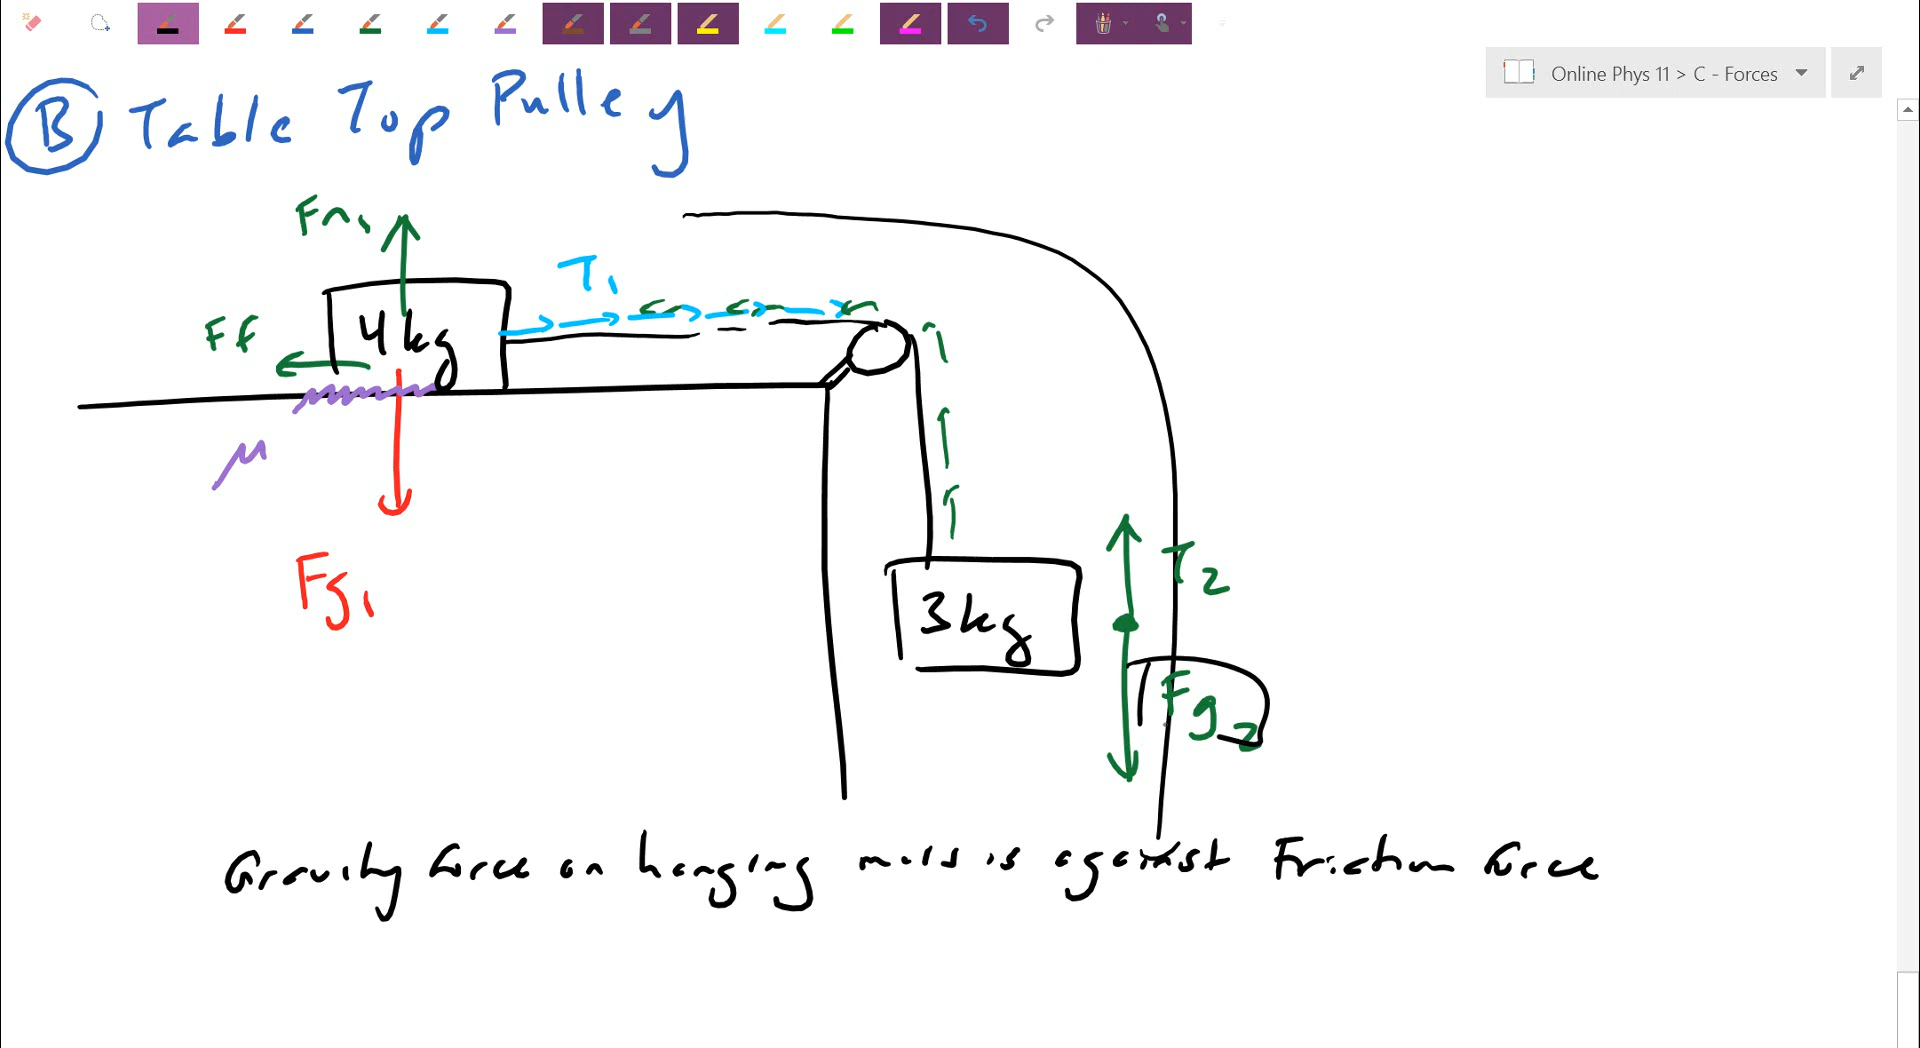 Online Phys 11 > C - Forces
B Table Top Pulley
Fn1
T1
Ff
4kg
μ
T2
Fg1
3kg
Fg2
Gravity force on hanging mass is against Friction force